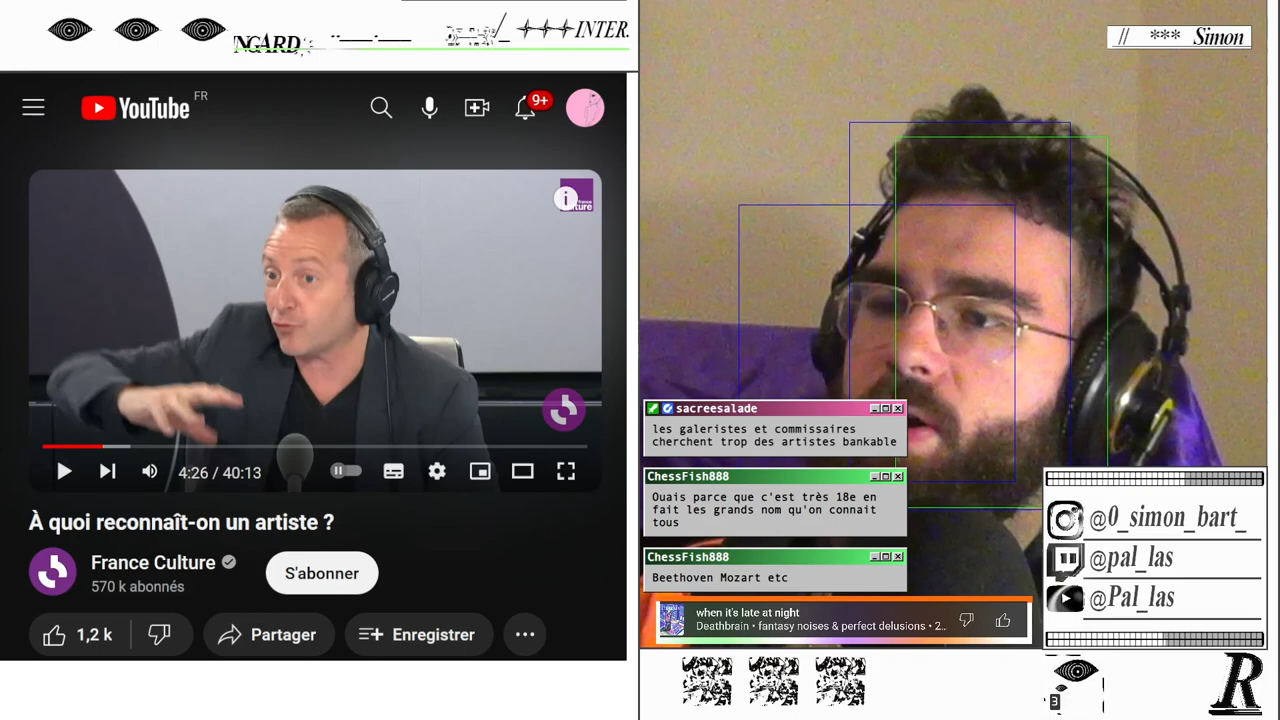 INTER.
// *** Simon
FR
YouTube
9+
4:26 / 40:13
À quoi reconnaît-on un artiste ?
France Culture
570 k abonnés
S'abonner
1,2 k
Partager
Enregistrer
sacreesalade
les galeristes et commissaires
cherchent trop des artistes bankable
ChessFish888
Ouais parce que c'est très 18e en
fait les grands nom qu'on connait
tous
ChessFish888
Beethoven Mozart etc
when it's late at night
Deathbrain • fantasy noises & perfect delusions • 2..
@0_simon_bart_
@pal_las
@Pal_las
3
R